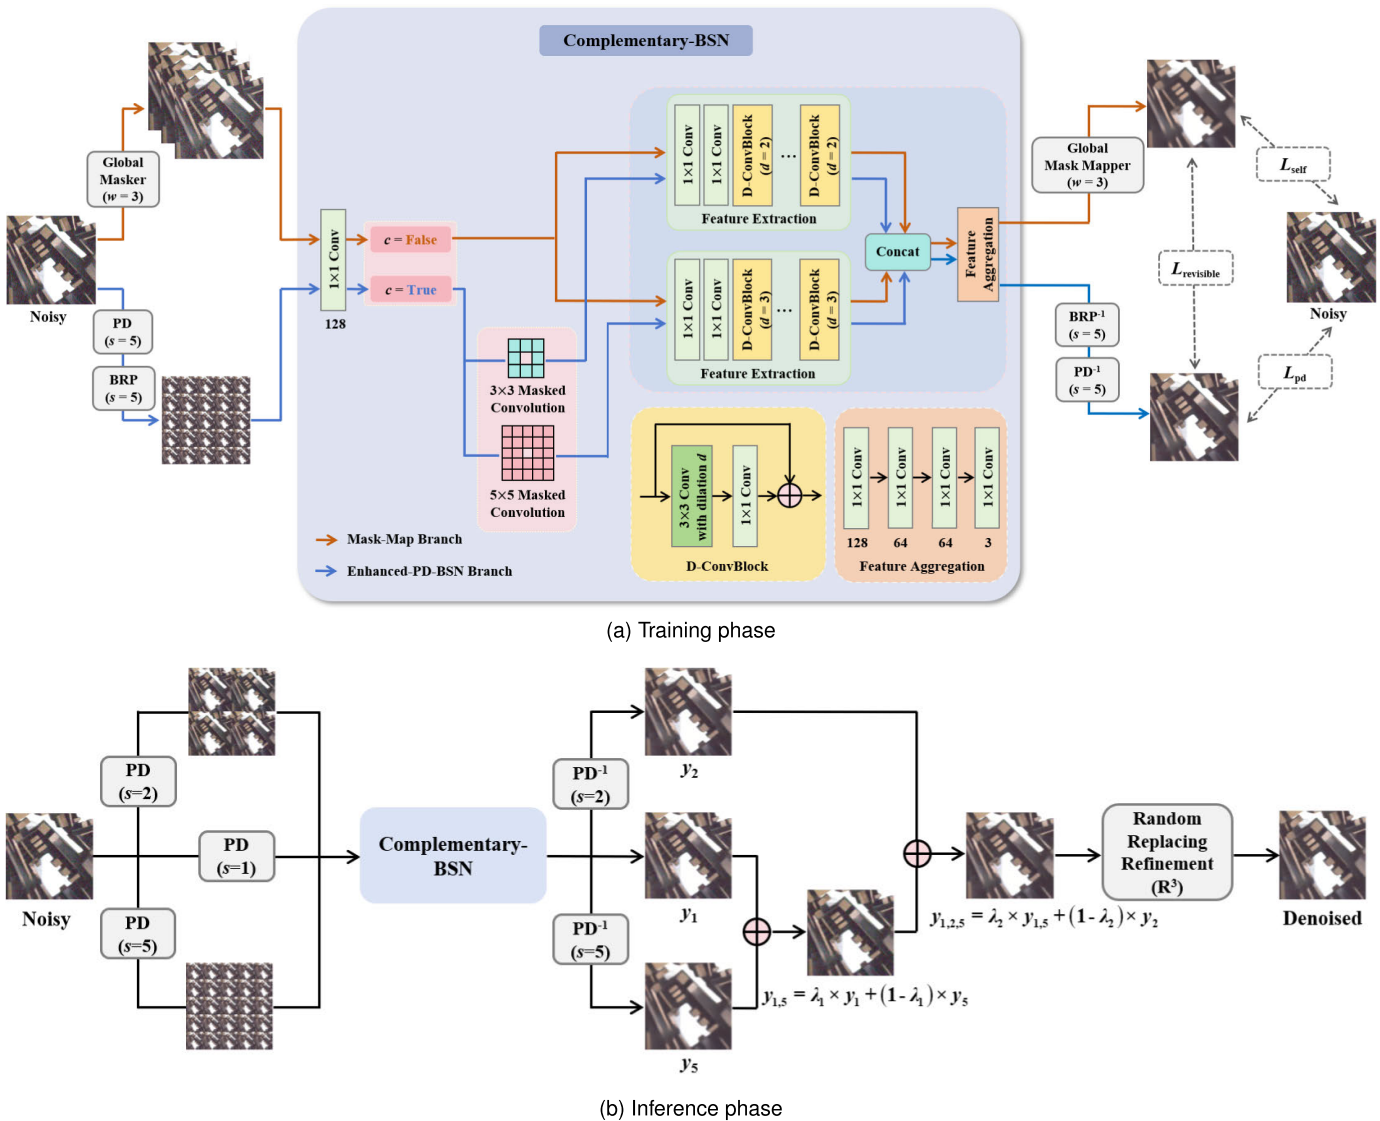 Complementary-BSN
Global
Masker
(w = 3)
Noisy
PD
(s = 5)
BRP
(s = 5)
1×1 Conv
128
c = False
c = True
3×3 Masked
Convolution
5×5 Masked
Convolution
1×1 Conv
1×1 Conv
D-ConvBlock
(d = 2)
...
D-ConvBlock
(d = 2)
Feature Extraction
1×1 Conv
1×1 Conv
D-ConvBlock
(d = 3)
...
D-ConvBlock
(d = 3)
Feature Extraction
Concat
Feature
Aggregation
Global
Mask Mapper
(w = 3)
BRP-1
(s = 5)
PD-1
(s = 5)
Lself
Lrevisible
Noisy
Lpd
3×3 Conv
with dilation d
1×1 Conv
D-ConvBlock
1×1 Conv
1×1 Conv
1×1 Conv
1×1 Conv
128 64 64 3
Feature Aggregation
Mask-Map Branch
Enhanced-PD-BSN Branch
(a) Training phase
Noisy
PD
(s=2)
PD
(s=1)
PD
(s=5)
Complementary-
BSN
PD-1
(s=2)
PD-1
(s=5)
y2
y1
y5
y1,5 = λ1 × y1 + (1- λ1) × y5
y1,2,5 = λ2 × y1,5 + (1- λ2) × y2
Random
Replacing
Refinement
(R3)
Denoised
(b) Inference phase